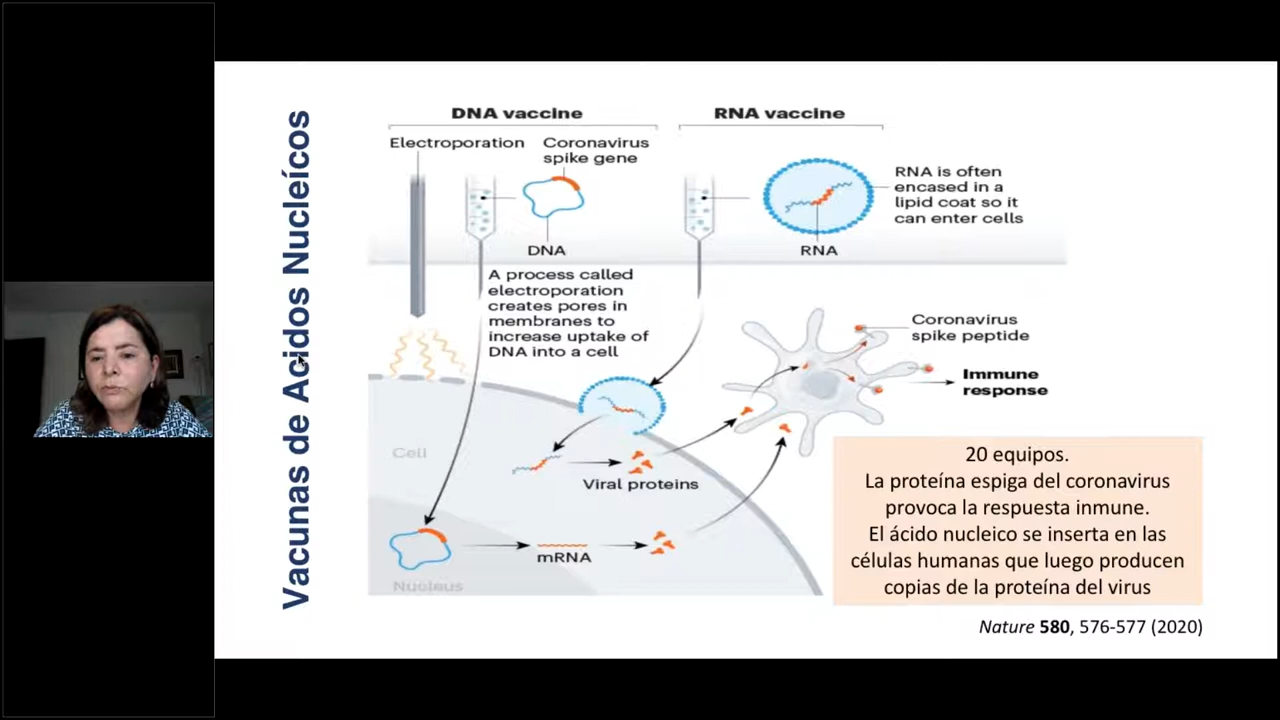 Vacunas de Acidos Nucleícos
DNA vaccine
RNA vaccine
Electroporation
Coronavirus
spike gene
DNA
RNA is often
encased in a
lipid coat so it
can enter cells
RNA
A process called
electroporation
creates pores in
membranes to
increase uptake of
DNA into a cell
Coronavirus
spike peptide
Immune
response
Cell
Viral proteins
mRNA
Nucleus
20 equipos.
La proteína espiga del coronavirus
provoca la respuesta inmune.
El ácido nucleico se inserta en las
células humanas que luego producen
copias de la proteína del virus
Nature 580, 576-577 (2020)